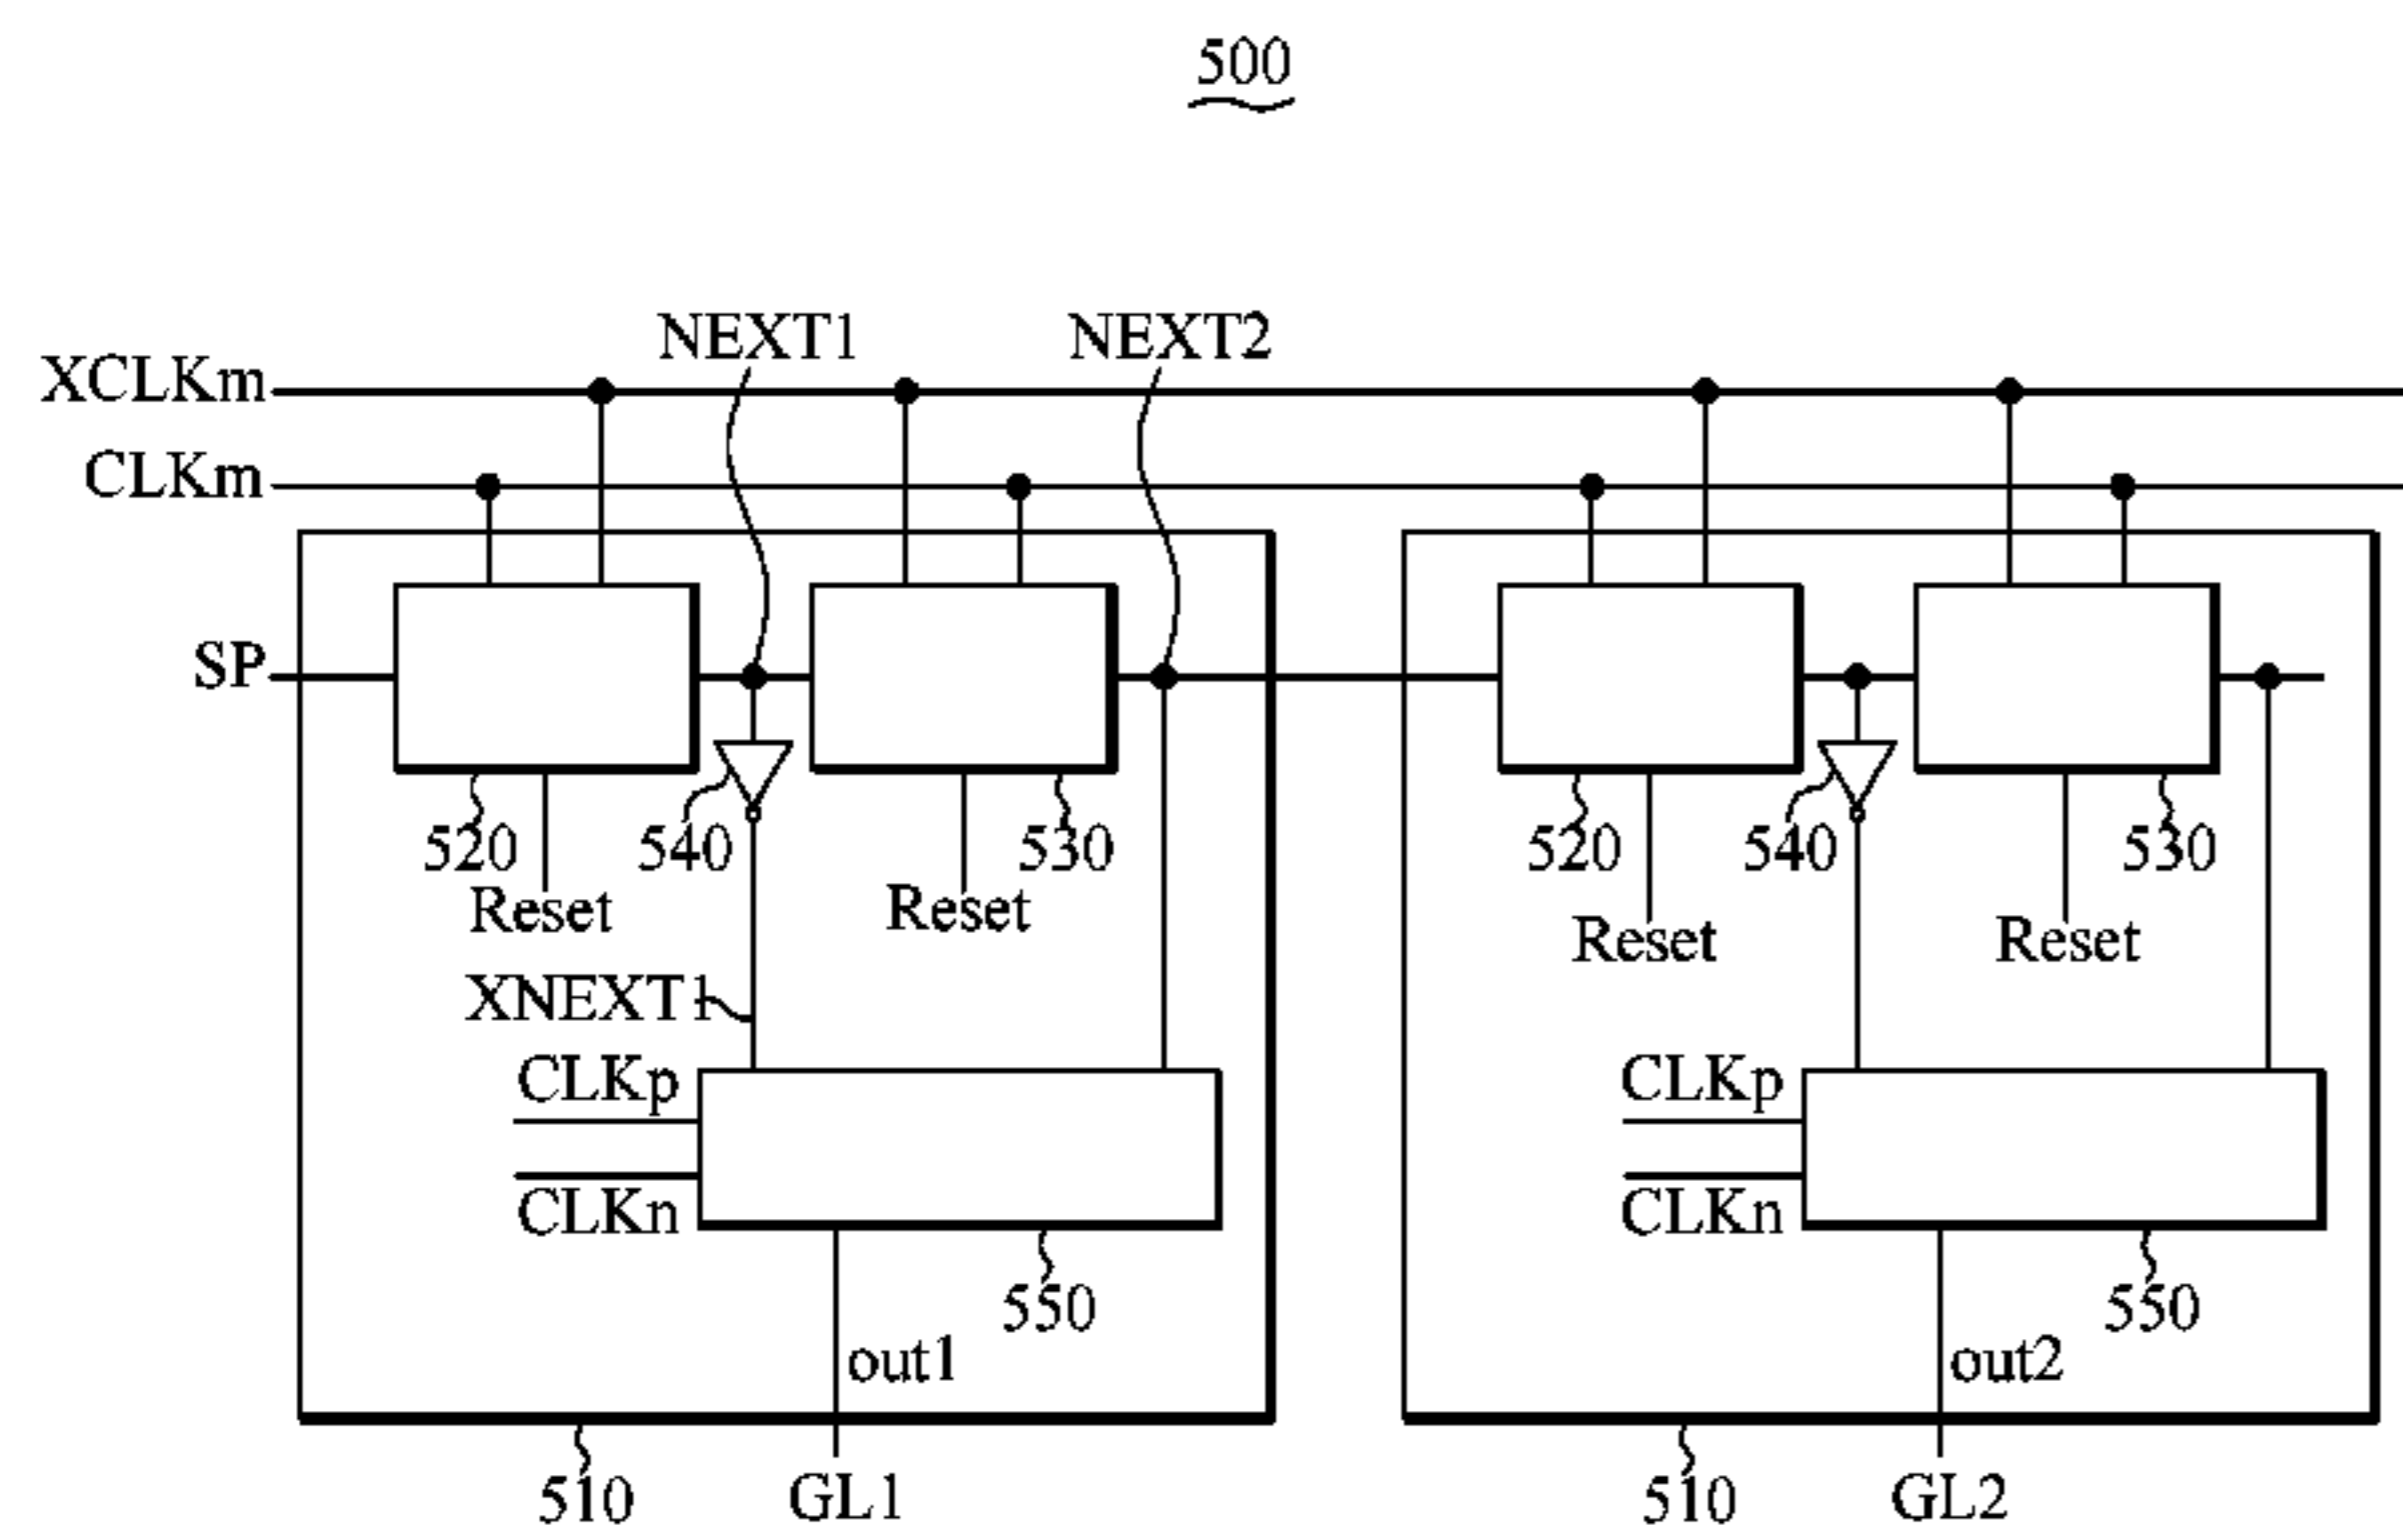 500
NEXT1 NEXT2
XCLKm
CLKm
SP
520 540 530 520 540 530
Reset Reset Reset Reset
XNEXT1
CLKp CLKp
CLKn CLKn
550 550
out1 out2
510 GL1 510 GL2